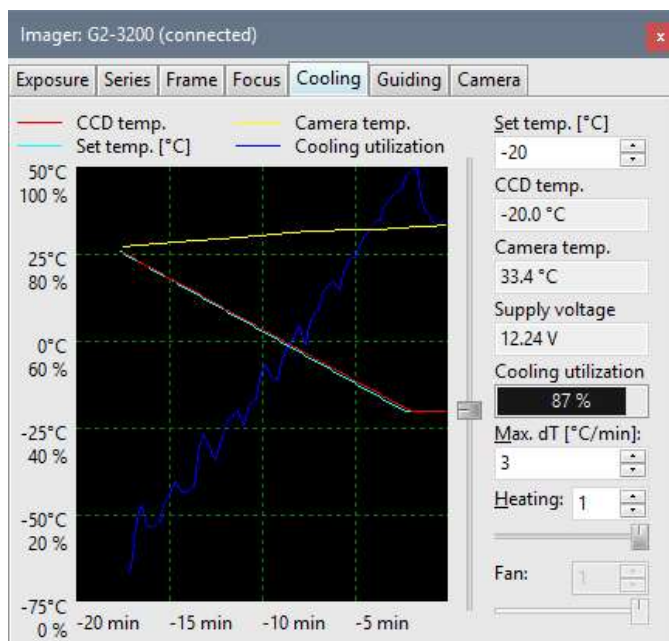 Imager: G2-3200 (connected)
x
Exposure Series Frame Focus Cooling Guiding Camera
CCD temp. Camera temp.
Set temp. [°C] Cooling utilization
50°C
100 %
25°C
80 %
0°C
60 %
-25°C
40 %
-50°C
20 %
-75°C
0 %
-20 min -15 min -10 min -5 min
Set temp. [°C]
-20
CCD temp.
-20.0 °C
Camera temp.
33.4 °C
Supply voltage
12.24 V
Cooling utilization
87 %
Max. dT [°C/min]:
3
Heating: 1
Fan: 1